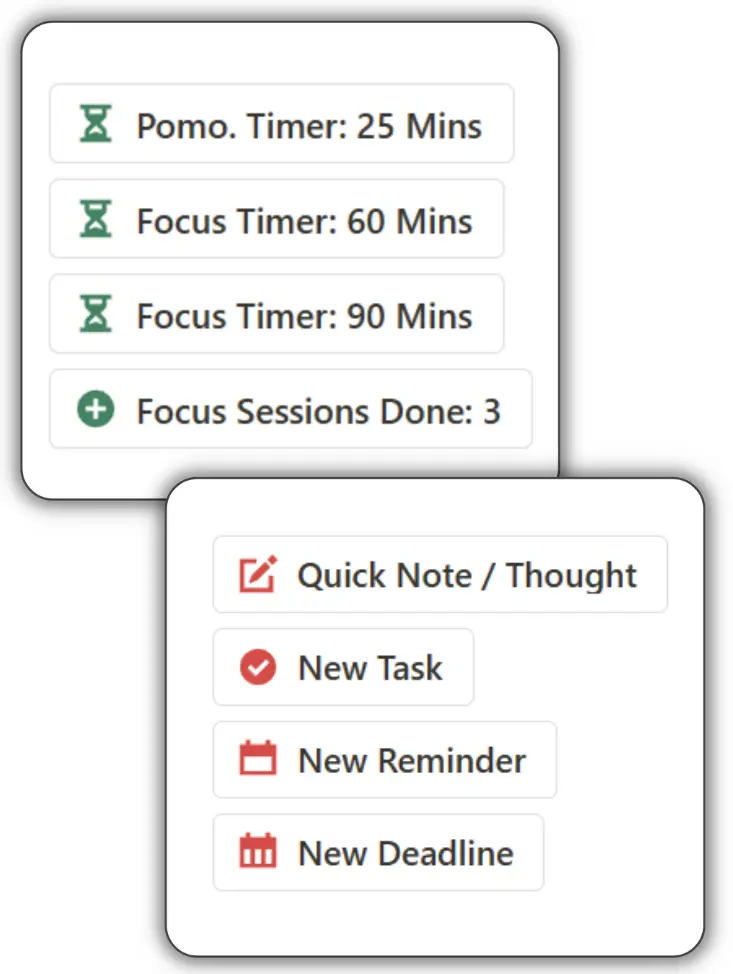 Pomo. Timer: 25 Mins
Focus Timer: 60 Mins
Focus Timer: 90 Mins
Focus Sessions Done: 3
Quick Note / Thought
New Task
New Reminder
New Deadline